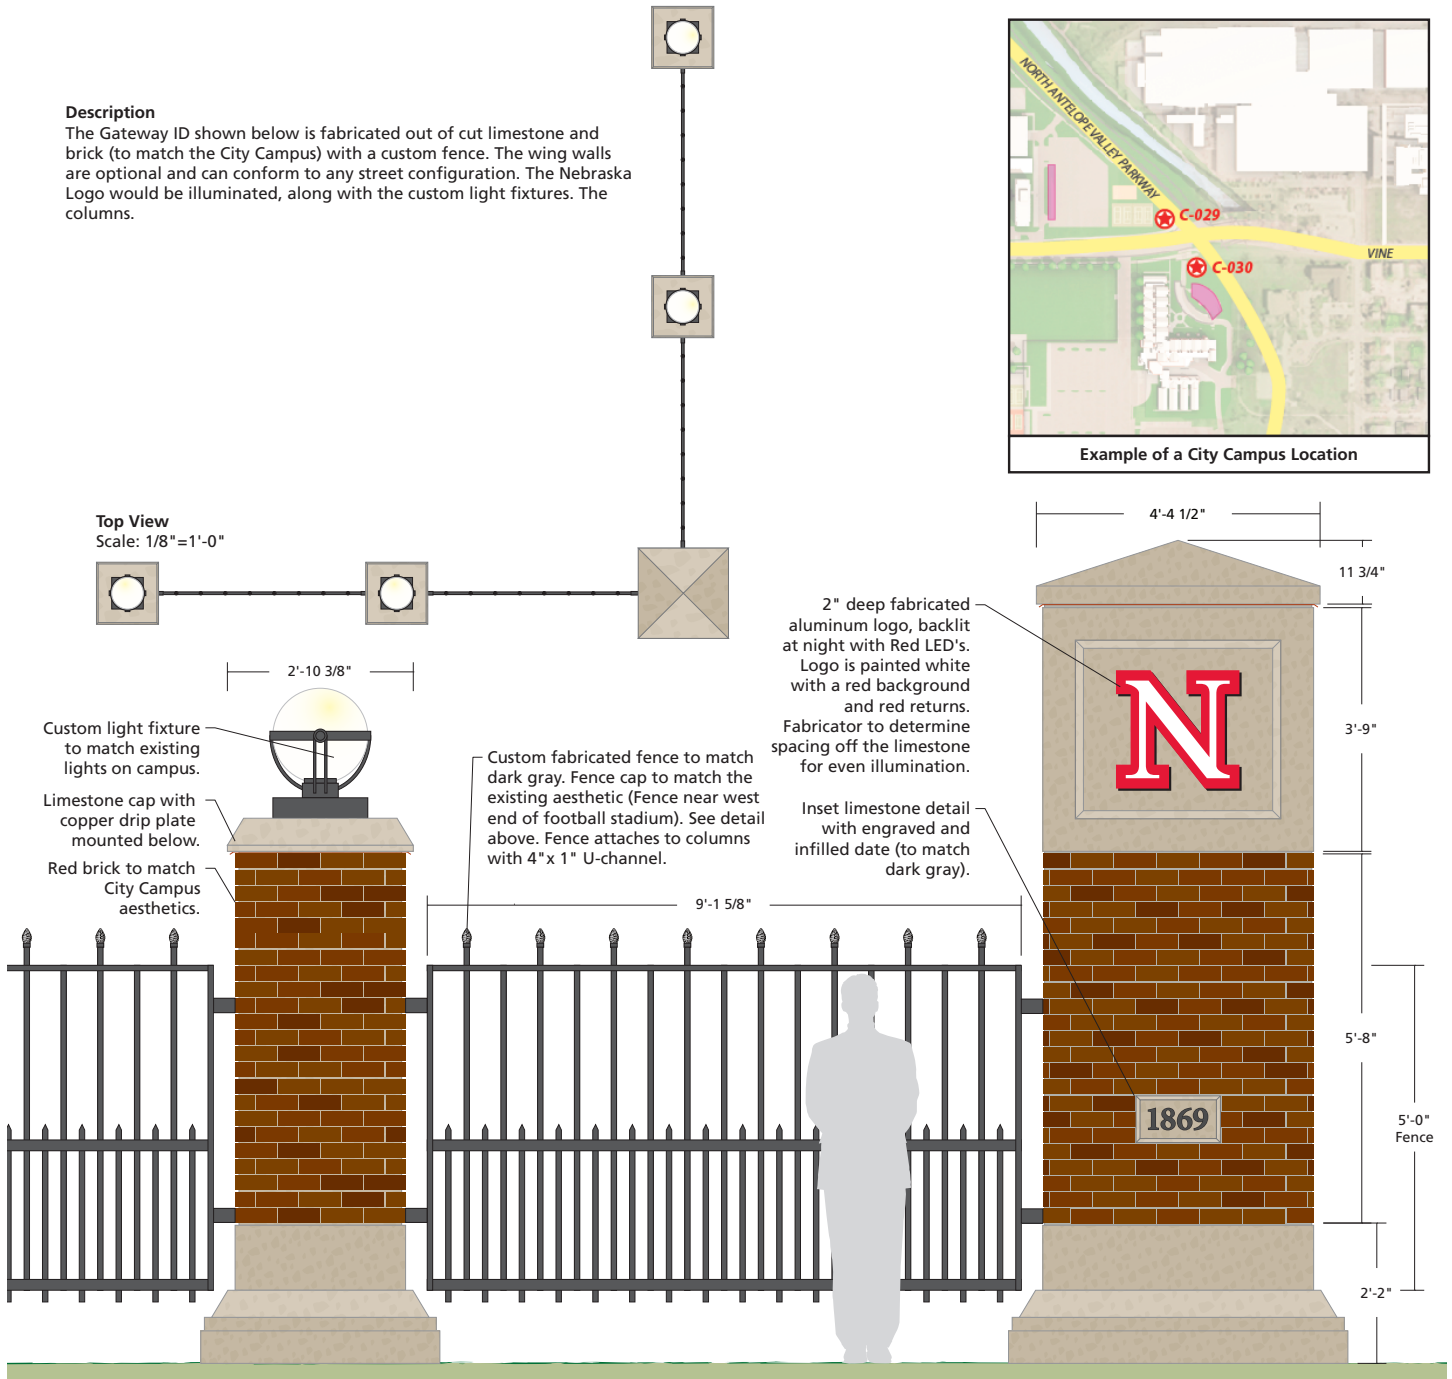 Description
The Gateway ID shown below is fabricated out of cut limestone and
brick (to match the City Campus) with a custom fence. The wing walls
are optional and can conform to any street configuration. The Nebraska
Logo would be illuminated, along with the custom light fixtures. The
columns.
NORTH ANTELOPE VALLEY PARKWAY
C-029
VINE
C-030
Example of a City Campus Location
Top View
Scale: 1/8"=1'-0"
4'-4 1/2"
11 3/4"
2" deep fabricated
aluminum logo, backlit
at night with Red LED's.
Logo is painted white
with a red background
and red returns.
Fabricator to determine
spacing off the limestone
for even illumination.
N
3'-9"
2'-10 3/8"
Custom light fixture
to match existing
lights on campus.
Limestone cap with
copper drip plate
mounted below.
Red brick to match
City Campus
aesthetics.
Custom fabricated fence to match
dark gray. Fence cap to match the
existing aesthetic (Fence near west
end of football stadium). See detail
above. Fence attaches to columns
with 4"x 1" U-channel.
Inset limestone detail
with engraved and
infilled date (to match
dark gray).
9'-1 5/8"
5'-8"
1869
5'-0"
Fence
2'-2"